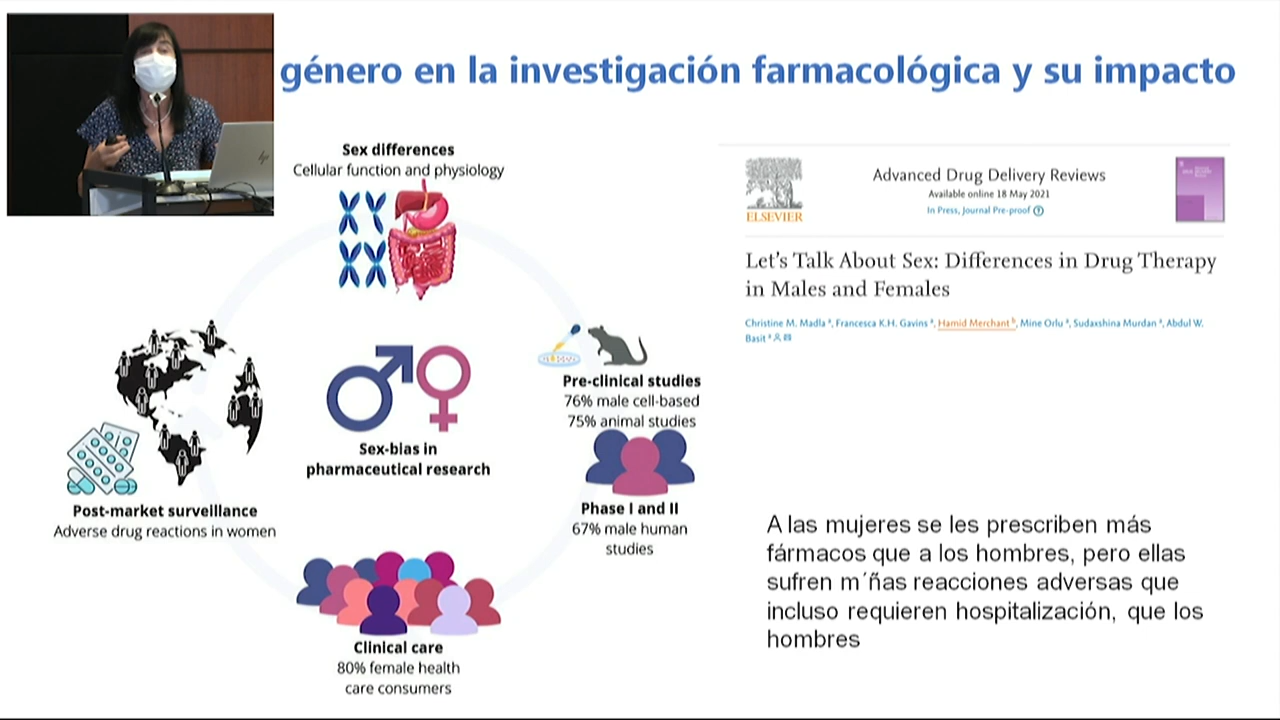 género en la investigación farmacológica y su impacto
Sex differences
Cellular function and physiology
Pre-clinical studies
76% male cell-based
75% animal studies
Phase I and II
67% male human
studies
Clinical care
80% female health
care consumers
Post-market surveillance
Adverse drug reactions in women
Sex-bias in
pharmaceutical research
ELSEVIER
Advanced Drug Delivery Reviews
Available online 18 May 2021
In Press, Journal Pre-proof ?
Let's Talk About Sex: Differences in Drug Therapy
in Males and Females
Christine M. Madla a, Francesca K.H. Gavins a, Hamid Merchant b, Mine Orlu a, Sudaxshina Murdan a, Abdul W.
Basit a
A las mujeres se les prescriben más
fármacos que a los hombres, pero ellas
sufren m´ñas reacciones adversas que
incluso requieren hospitalización, que los
hombres
hp